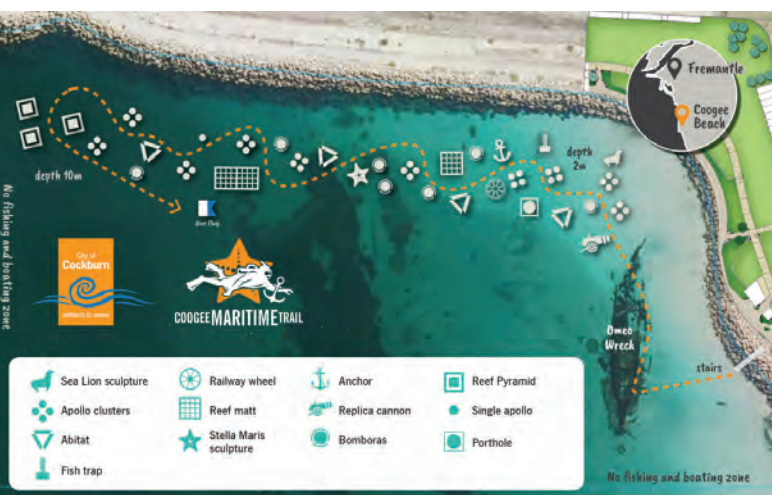 Fremantle
Coogee
Beach
depth
2m
depth 10m
No fishing and boating zone
dive flag
City of
Cockburn
COOGEE MARITIME TRAIL
Omeo
Wreck
stairs
Sea Lion sculpture
Apollo clusters
Abitat
Fish trap
Railway wheel
Reef matt
Stella Maris
sculpture
Anchor
Replica cannon
Bomboras
Reef Pyramid
Single apollo
Porthole
No fishing and boating zone